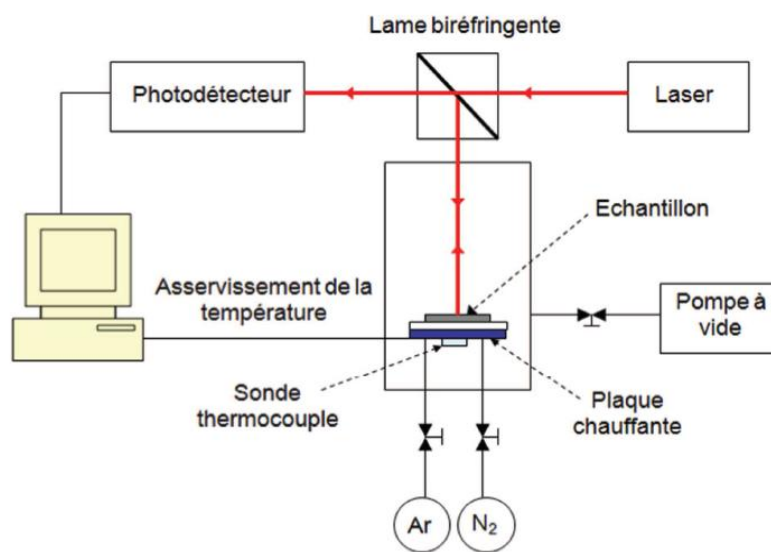 Lame biréfringente
Photodétecteur
Laser
Echantillon
Asservissement de la
température
Pompe à
vide
Sonde
thermocouple
Plaque
chauffante
Ar
N₂